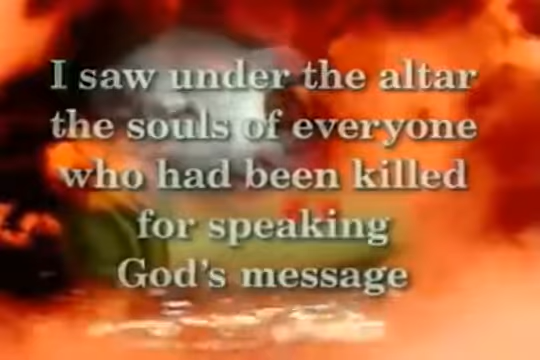 I saw under the altar
the souls of everyone
who had been killed
for speaking
God's message